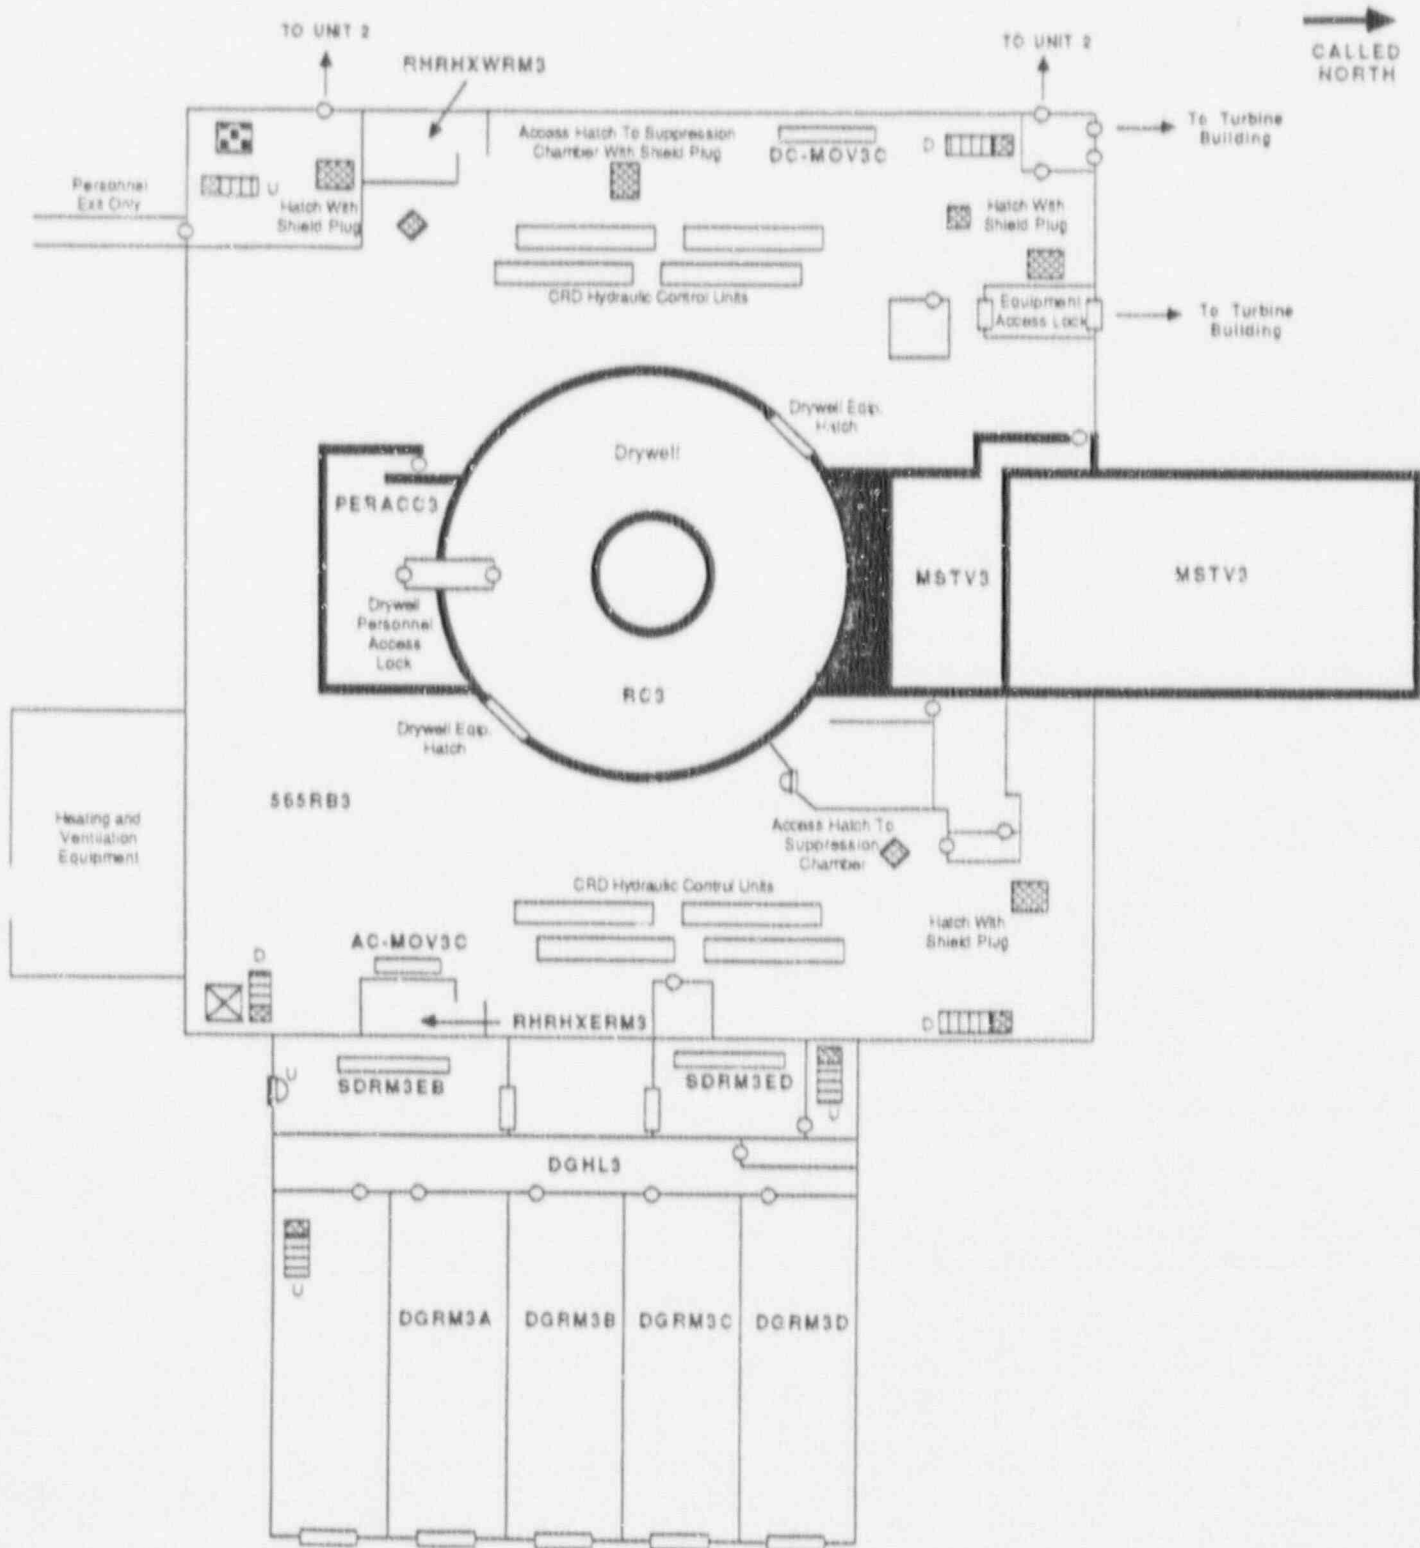 TO UNIT 2
TO UNIT 2
CALLED
NORTH
RHRHXWRM3
Access Hatch To Suppression
Chamber With Shield Plug
DC-MOV3C
D
To Turbine
Building
Personnel
Exit Only
U
Hatch With
Shield Plug
Hatch With
Shield Plug
CRD Hydraulic Control Units
Equipment
Access Lock
To Turbine
Building
Drywell Eqip.
Hatch
Drywell
PERACC3
MSTV3
MSTV3
Drywell
Personnel
Access
Lock
RC3
Drywell Eqip.
Hatch
565RB3
Heating and
Ventilation
Equipment
Access Hatch To
Suppression
Chamber
CRD Hydraulic Control Units
Hatch With
Shield Plug
AC-MOV3C
D
RHRHXERM3
D
U
SDRM3EB
SDRM3ED
U
DGHL3
U
DGRM3A
DGRM3B
DGRM3C
DGRM3D